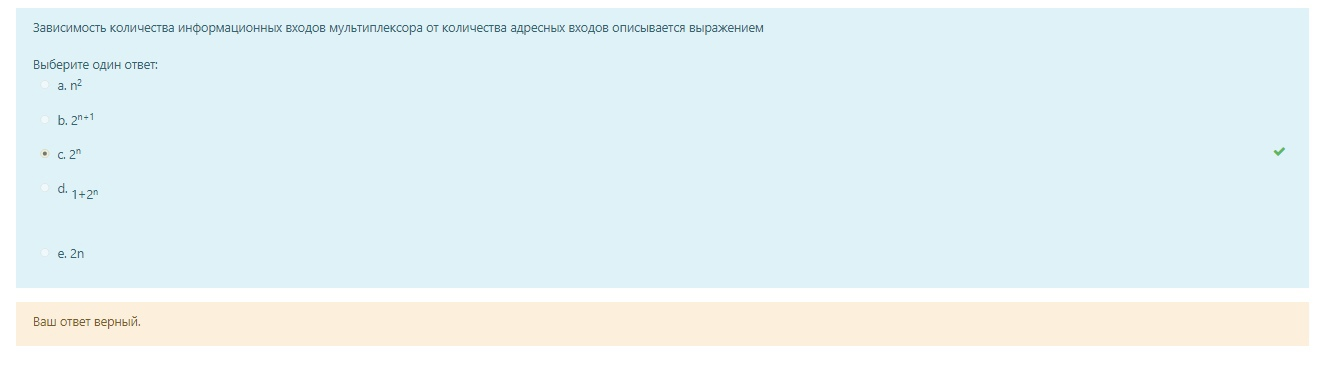 Зависимость количества информационных входов мультиплексора от количества адресных входов описывается выражением
Выберите один ответ:
a. n²
b. 2ⁿ⁺¹
c. 2ⁿ
d. 1+2ⁿ
e. 2n
Ваш ответ верный.